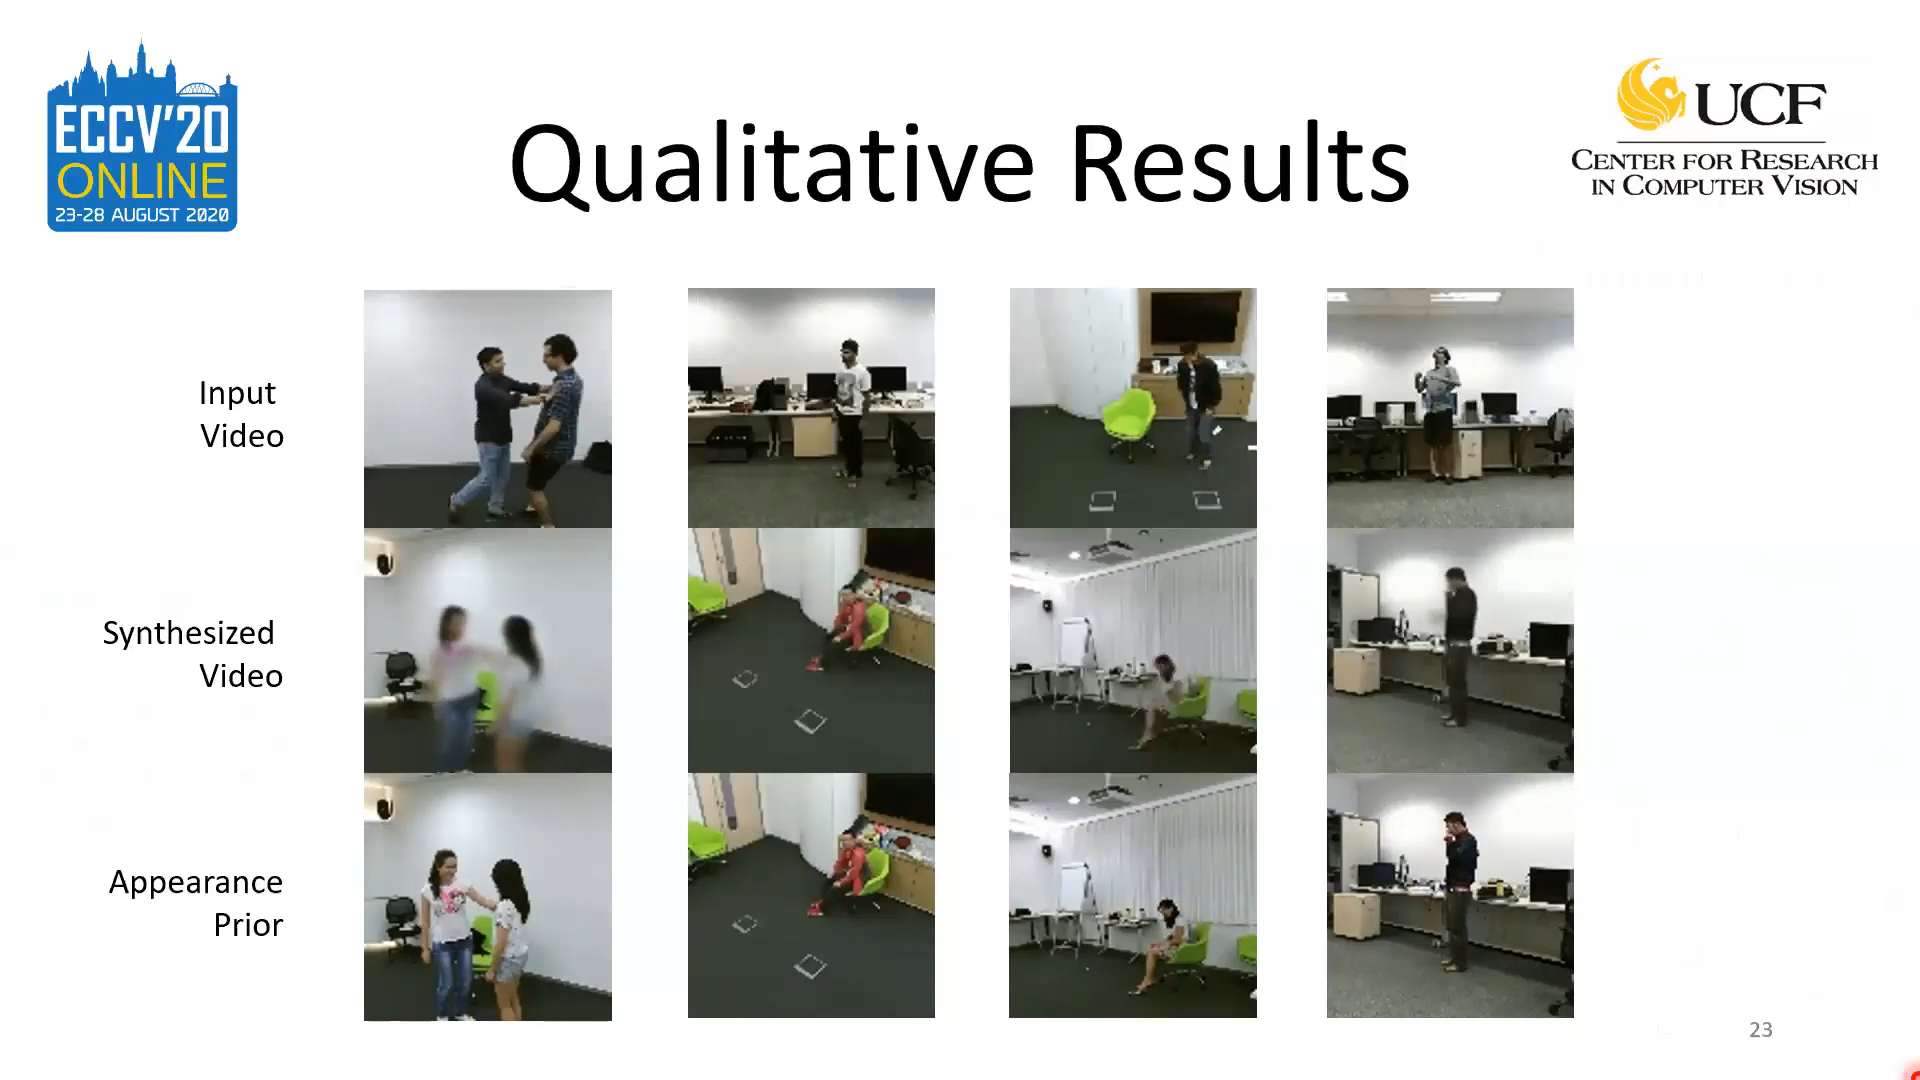 ECCV'20
ONLINE
23-28 AUGUST 2020
Qualitative Results
UCF
CENTER FOR RESEARCH
IN COMPUTER VISION
Input
Video
Synthesized
Video
Appearance
Prior
23